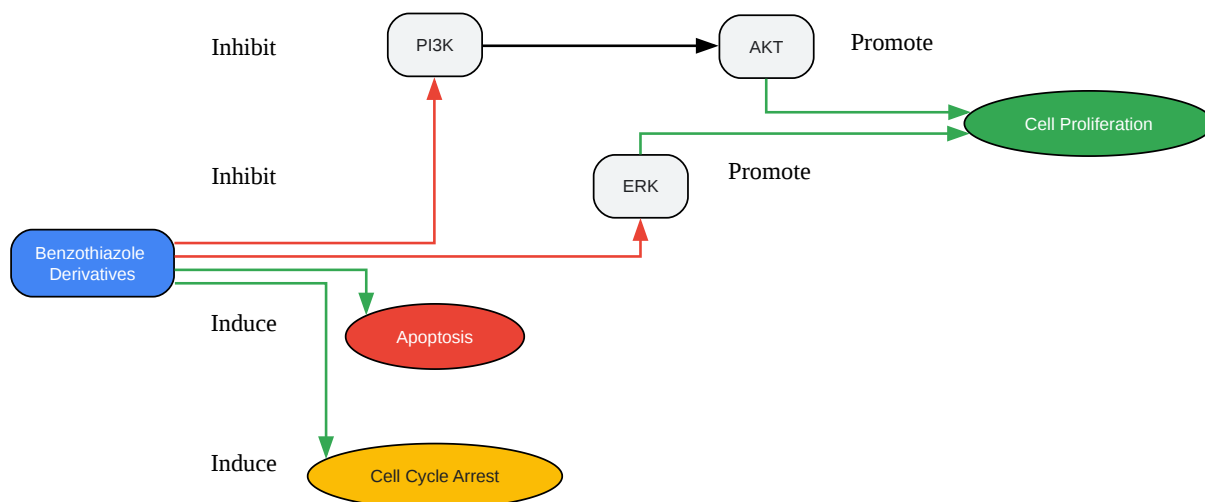 Inhibit
PI3K
AKT
Promote
Cell Proliferation
Inhibit
ERK
Promote
Benzothiazole
Derivatives
Induce
Apoptosis
Induce
Cell Cycle Arrest